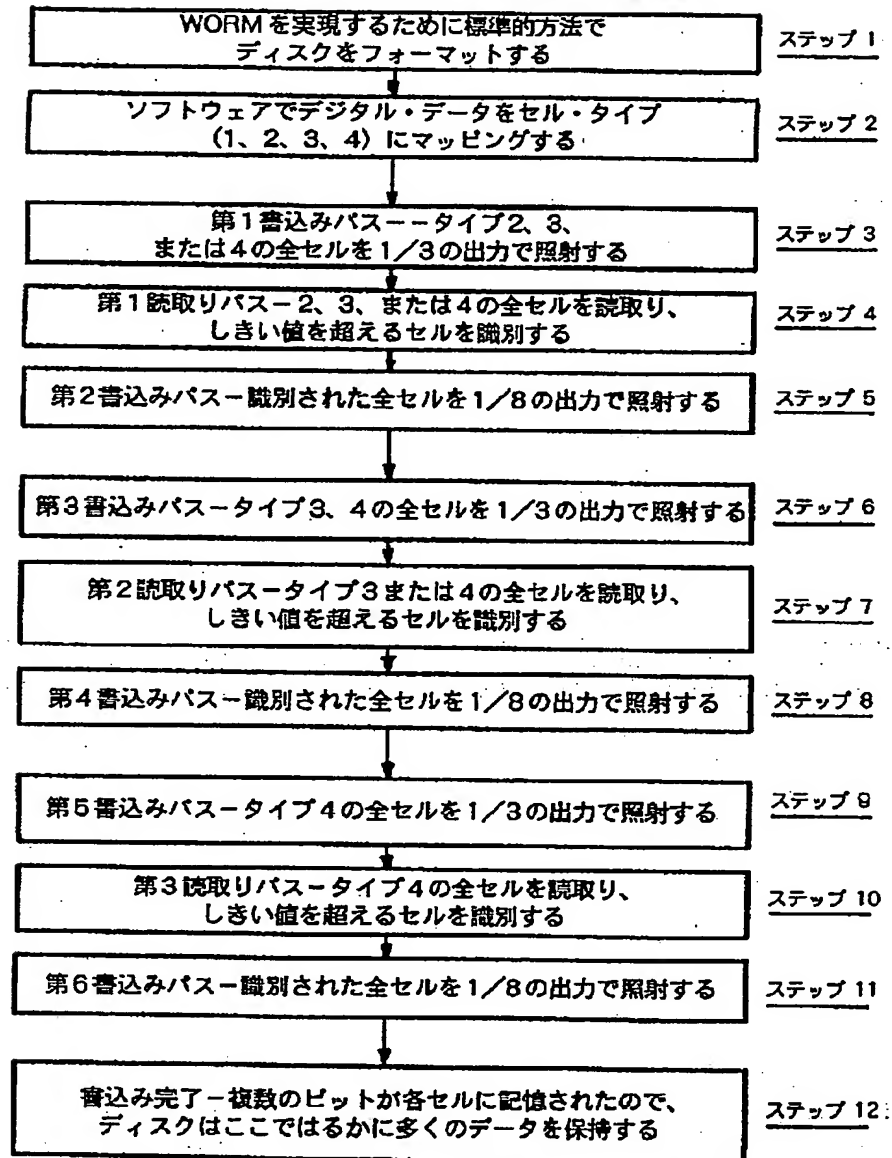 WORMを実現するために標準的方法で
ディスクをフォーマットする
ステップ 1
ソフトウェアでデジタル・データをセル・タイプ
(1、2、3、4)にマッピングする
ステップ 2
第1書込みパスーータイプ2、3、
または4の全セルを1/3の出力で照射する
ステップ 3
第1読取りパスー2、3、または4の全セルを読取り、
しきい値を超えるセルを識別する
ステップ 4
第2書込みパスー識別された全セルを1/8の出力で照射する
ステップ 5
第3書込みパスータイプ3、4の全セルを1/3の出力で照射する
ステップ 6
第2読取りパスータイプ3または4の全セルを読取り、
しきい値を超えるセルを識別する
ステップ 7
第4書込みパスー識別された全セルを1/8の出力で照射する
ステップ 8
第5書込みパスータイプ4の全セルを1/3の出力で照射する
ステップ 9
第3読取りパスータイプ4の全セルを読取り、
しきい値を超えるセルを識別する
ステップ 10
第6書込みパスー識別された全セルを1/8の出力で照射する
ステップ 11
書込み完了ー複数のビットが各セルに記憶されたので、
ディスクはここではるかに多くのデータを保持する
ステップ 12